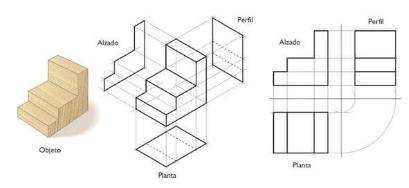 Objeto
Alzado
Perfil
Planta
Alzado
Perfil
Planta